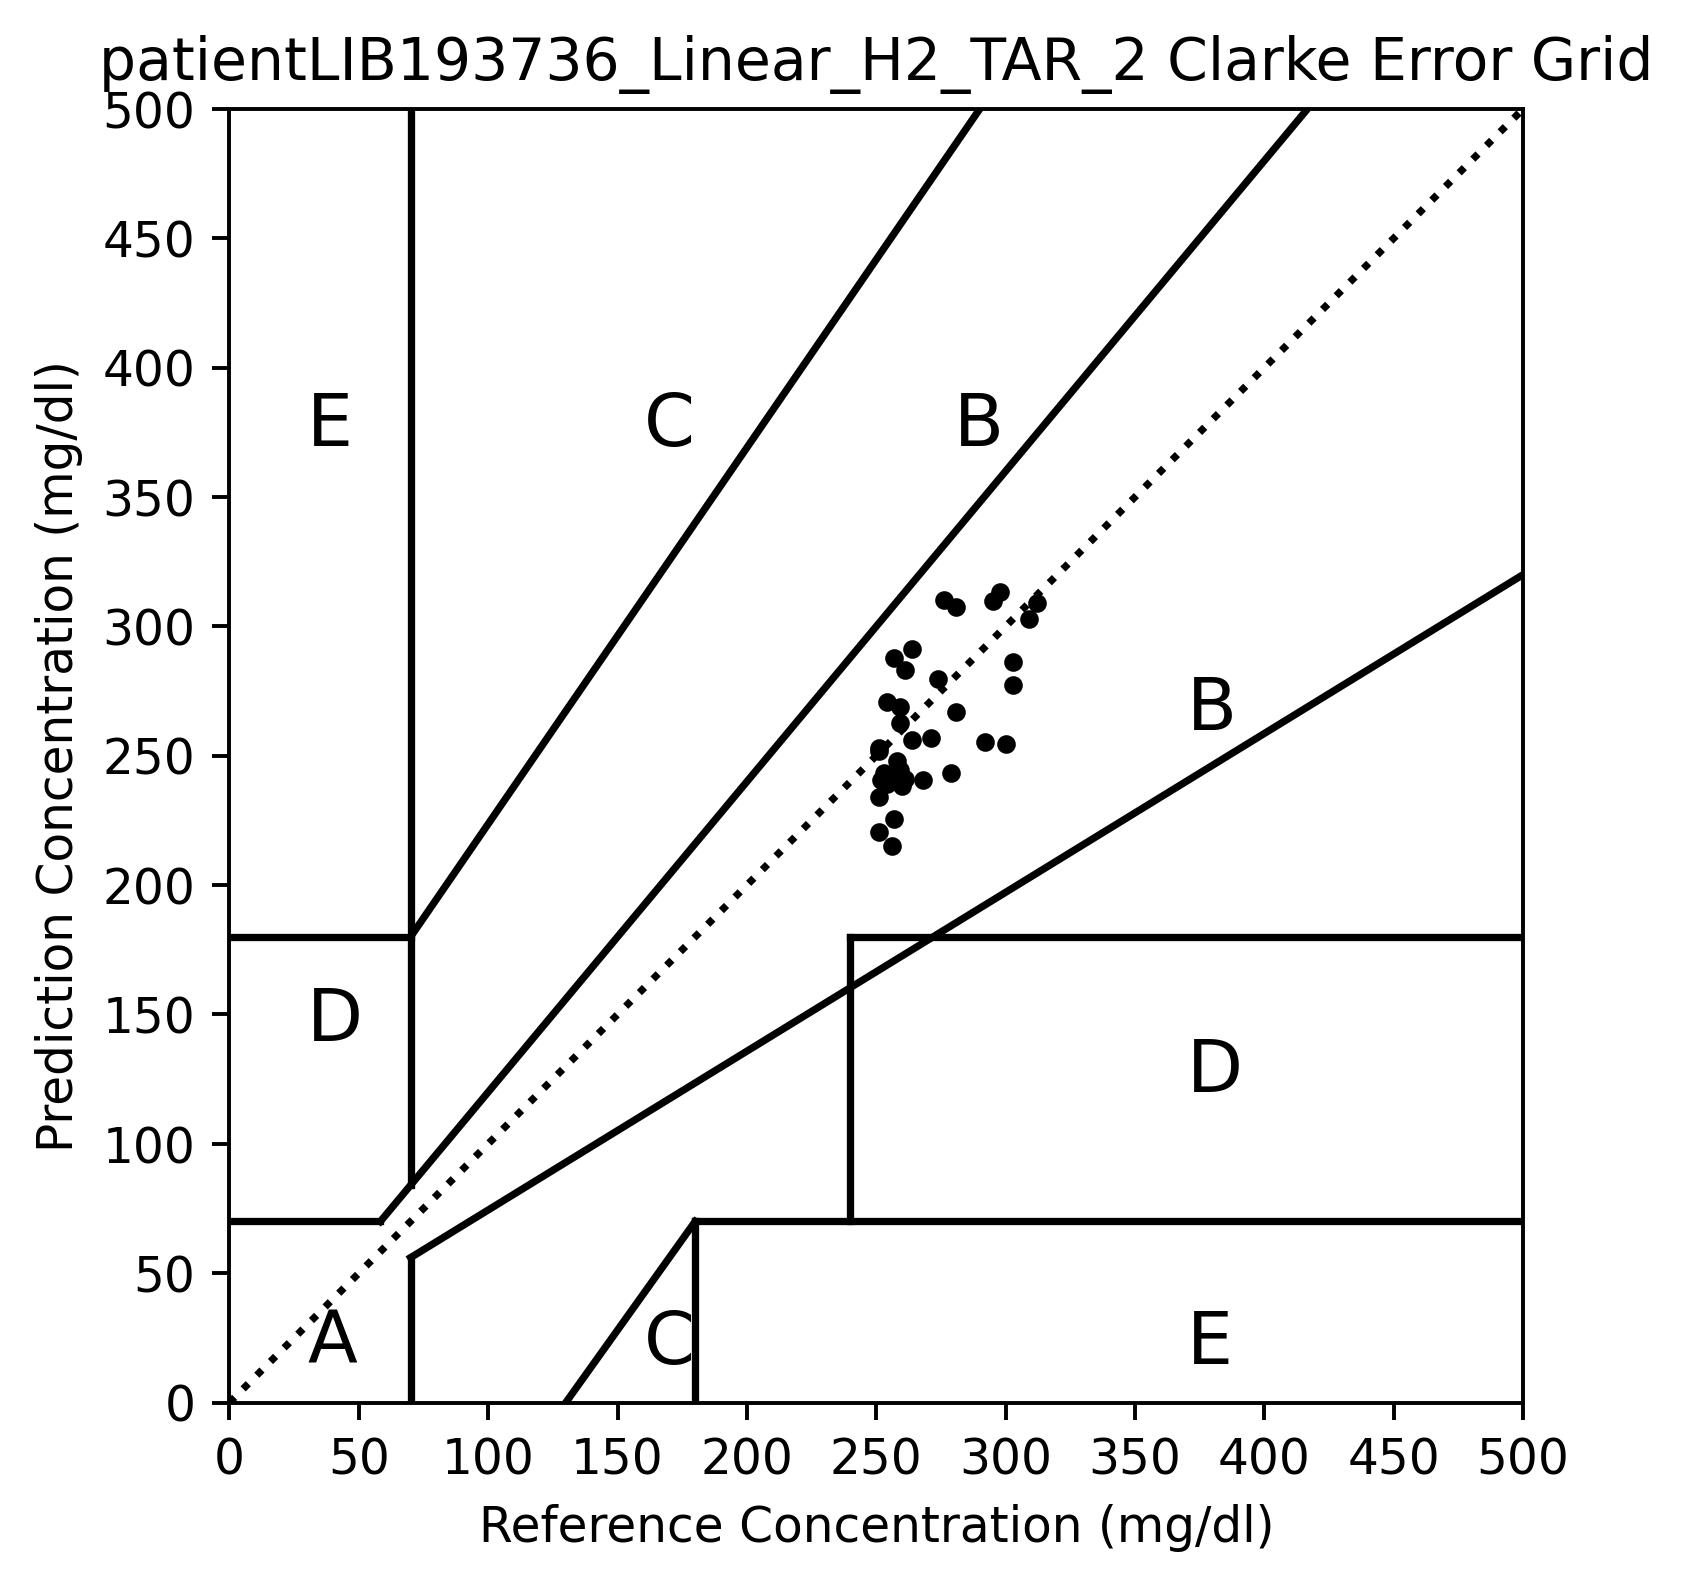 patientLIB193736_Linear_H2_TAR_2 Clarke Error Grid
500
450
400
350
300
250
200
150
100
50
0
Prediction Concentration (mg/dl)
E
C
B
B
D
D
A
C
E
0 50 100 150 200 250 300 350 400 450 500
Reference Concentration (mg/dl)